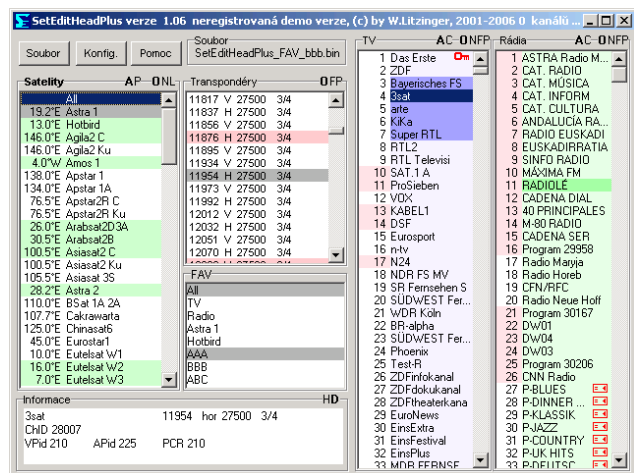 SetEditHeadPlus verze 1.06 neregistrovaná demo verze, (c) by W.Litzinger, 2001-2006 0 kanálů ...
Soubor
Konfig.
Pomoc
Soubor
SetEditHeadPlus_FAV_bbb.bin
Satelity A P O N L
All
19.2°E Astra 1
13.0°E Hotbird
146.0°E Agila2 C
146.0°E Agila2 Ku
4.0°W Amos 1
138.0°E Apstar 1
134.0°E Apstar 1A
76.5°E Apstar2R C
76.5°E Apstar2R Ku
26.0°E Arabsat2D3A
30.5°E Arabsat2B
100.5°E Asiasat2 C
100.5°E Asiasat2 Ku
105.5°E Asiasat 3S
28.2°E Astra 2
110.0°E BSat 1A 2A
107.7°E Cakrawarta
125.0°E Chinasat6
45.0°E Eurostar1
10.0°E Eutelsat W1
16.0°E Eutelsat W2
7.0°E Eutelsat W3
Transpondéry O F P
11817 V 27500 3/4
11837 H 27500 3/4
11856 V 27500 3/4
11876 H 27500 3/4
11895 V 27500 3/4
11934 V 27500 3/4
11954 H 27500 3/4
11973 V 27500 3/4
11992 H 27500 3/4
12012 V 27500 3/4
12032 H 27500 3/4
12051 V 27500 3/4
12070 H 27500 3/4
FAV
All
TV
Radio
Astra 1
Hotbird
AAA
BBB
ABC
TV A C - O N F P
1 Das Erste
2 ZDF
3 Bayerisches FS
4 3sat
5 arte
6 KiKa
7 Super RTL
8 RTL2
9 RTL Televisi
10 SAT.1 A
11 ProSieben
12 VOX
13 KABEL1
14 DSF
15 Eurosport
16 n-tv
17 N24
18 NDR FS MV
19 SR Fernsehen S
20 SÜDWEST Fer...
21 WDR Köln
22 BR-alpha
23 SÜDWEST Fer...
24 Phoenix
25 Test-R
26 ZDFinfokanal
27 ZDFdokukanal
28 ZDFtheaterkana
29 EuroNews
30 EinsExtra
31 EinsFestival
32 EinsPlus
33 MDR FERNSE
Rádia A C - O N F P
1 ASTRA Radio M...
2 CAT. RADIO
3 CAT. MÚSICA
4 CAT. INFORM
5 CAT. CULTURA
6 ANDALUCÍA RA...
7 RADIO EUSKADI
8 EUSKADIRRATIA
9 SINFO RADIO
10 MÁXIMA FM
11 RADIOLÉ
12 CADENA DIAL
13 40 PRINCIPALES
14 M-80 RADIO
15 CADENA SER
16 Program 29958
17 Radio Maryja
18 Radio Horeb
19 CFN/RFC
20 Radio Neue Hoff
21 Program 30167
22 DW01
23 DW04
24 DW03
25 Program 30206
26 CNN Radio
27 P-BLUES
28 P-DINNER ...
29 P-KLASSIK
30 P-JAZZ
31 P-COUNTRY
32 P-UK HITS
33 P-DEUTSC
Informace HD-
3sat 11954 hor 27500 3/4
ChID 28007
VPid 210 APid 225 PCR 210